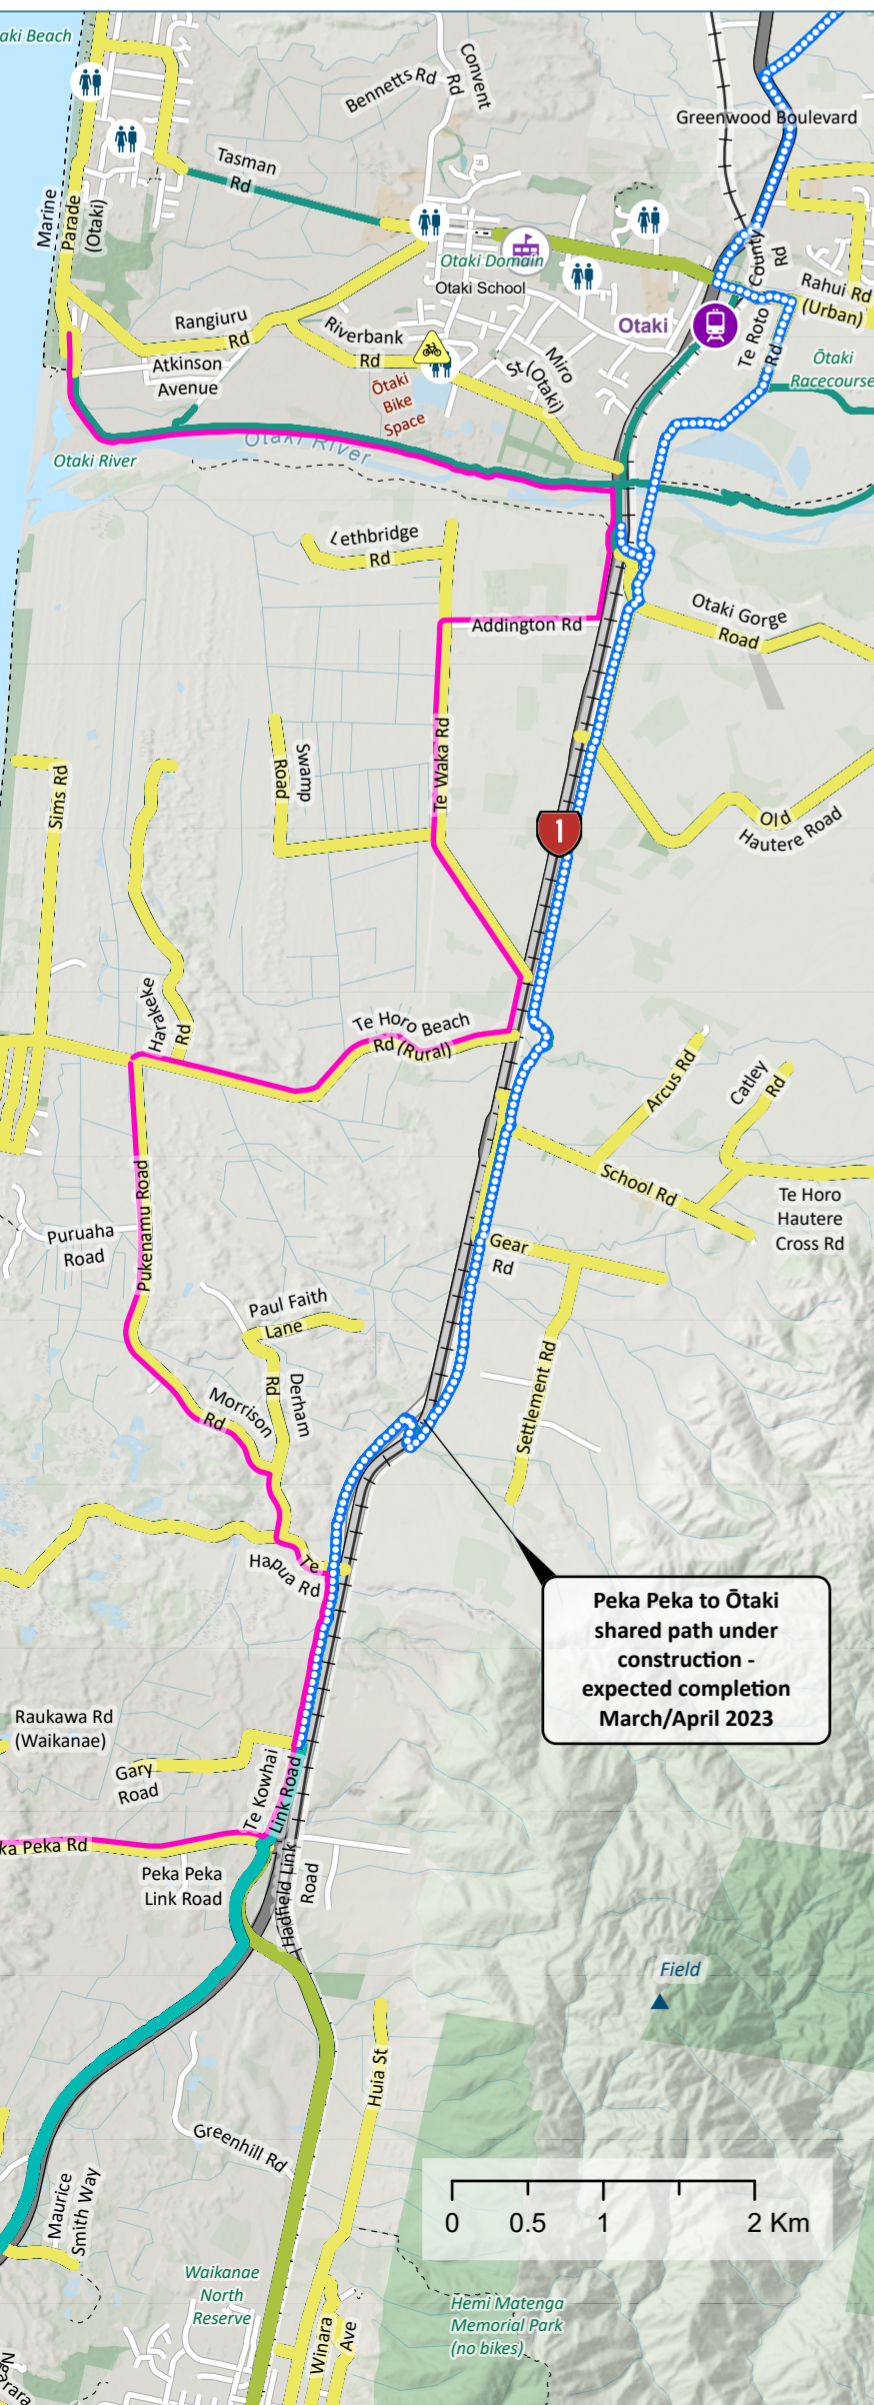 aki Beach
Convent
Rd
Bennetts Rd
Greenwood Boulevard
Tasman
Rd
Marine
Parade
(Otaki)
County
Rd
Otaki Domain
Otaki School
Rahui Rd
(Urban)
Otaki
Te Roto
Rd
Rangiuru
Rd
Riverbank
Rd
Miro
St (Otaki)
Atkinson
Avenue
Ōtaki
Racecourse
Ōtaki
Bike
Space
Otaki River
Otaki River
Lethbridge
Rd
Otaki Gorge
Road
Addington Rd
Te Waka Rd
Swamp
Road
Sims Rd
1
Old
Hautere Road
Harakeke
Rd
Te Horo Beach
Rd (Rural)
Arcus Rd
Catley
Rd
School Rd
Te Horo
Hautere
Cross Rd
Pukenamu Road
Puruaha
Road
Gear
Rd
Paul Faith
Lane
Derham
Rd
Settlement Rd
Morrison
Rd
Te
Hapua Rd
Peka Peka to Ōtaki
shared path under
construction -
expected completion
March/April 2023
Raukawa Rd
(Waikanae)
Gary
Road
Te Kowhai
Link Road
ka Peka Rd
Peka Peka
Link Road
Hadfield Link
Road
Field
Huia St
Greenhill Rd
Maurice
Smith Way
0 0.5 1 2 Km
Waikanae
North
Reserve
Hemi Matenga
Memorial Park
(no bikes)
Winara
Ave